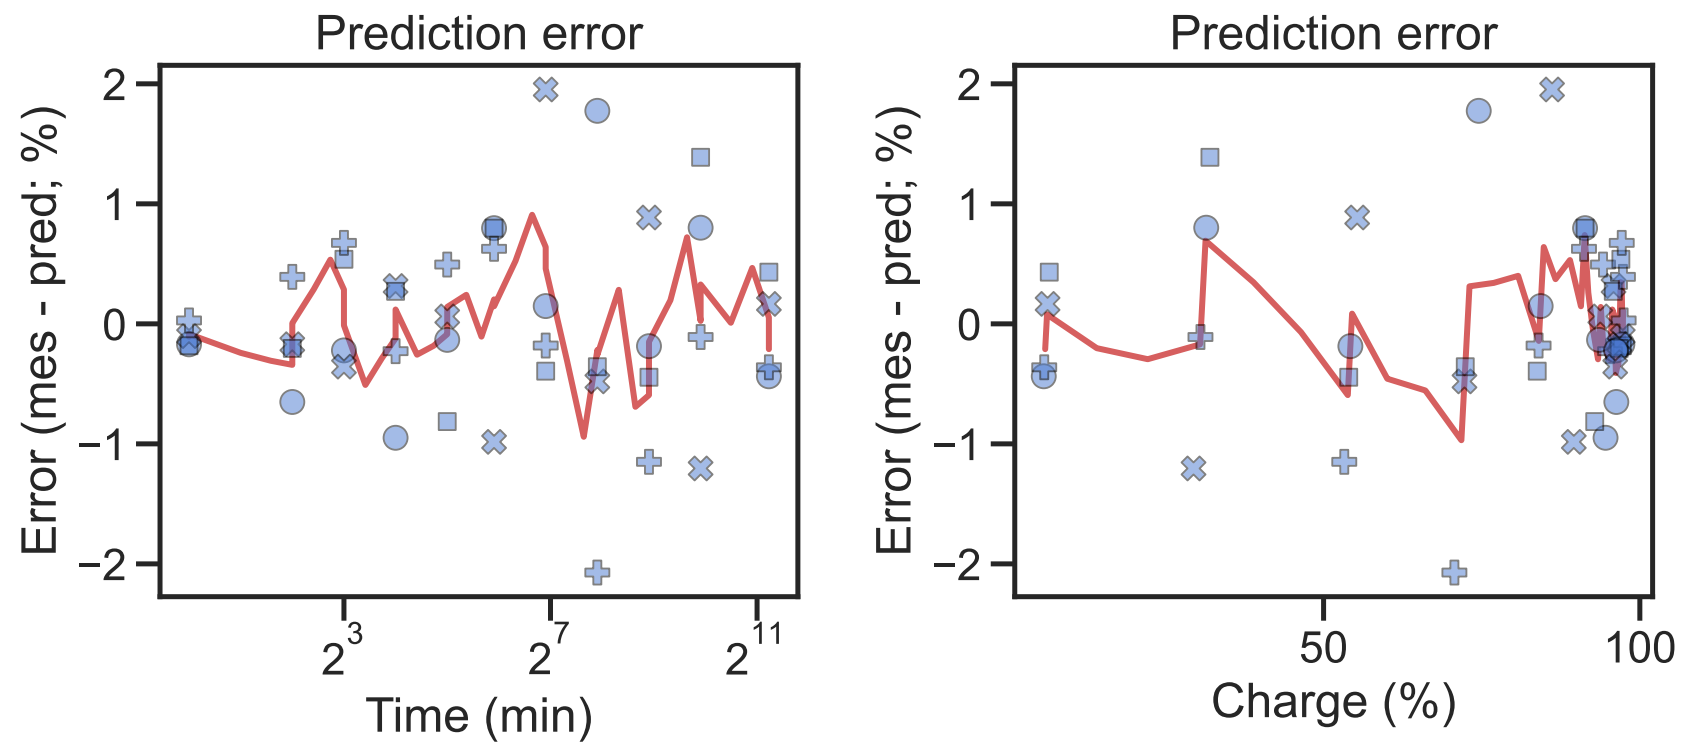 Prediction error
Error (mes - pred; %)
2
1
0
−1
−2
2^3
2^7
2^11
Time (min)
Prediction error
Error (mes - pred; %)
2
1
0
−1
−2
50
100
Charge (%)